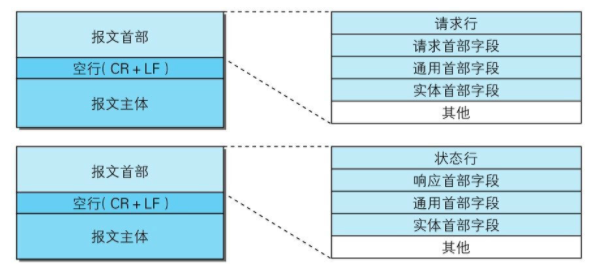 报文首部
空行(CR+LF)
报文主体
请求行
请求首部字段
通用首部字段
实体首部字段
其他
报文首部
空行(CR+LF)
报文主体
状态行
响应首部字段
通用首部字段
实体首部字段
其他